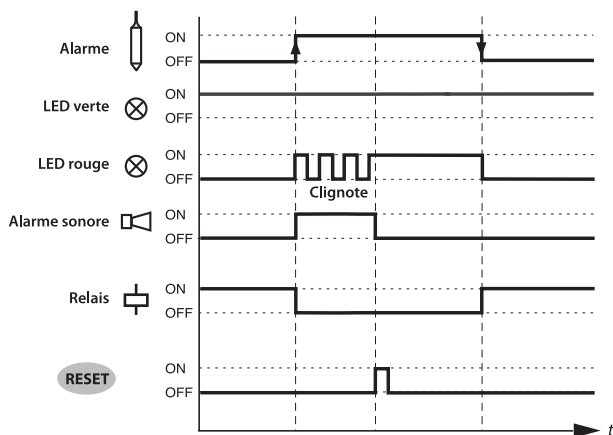 Alarme ON
OFF
LED verte ON
OFF
LED rouge ON
OFF
Clignote
Alarme sonore ON
OFF
Relais ON
OFF
RESET ON
OFF
t